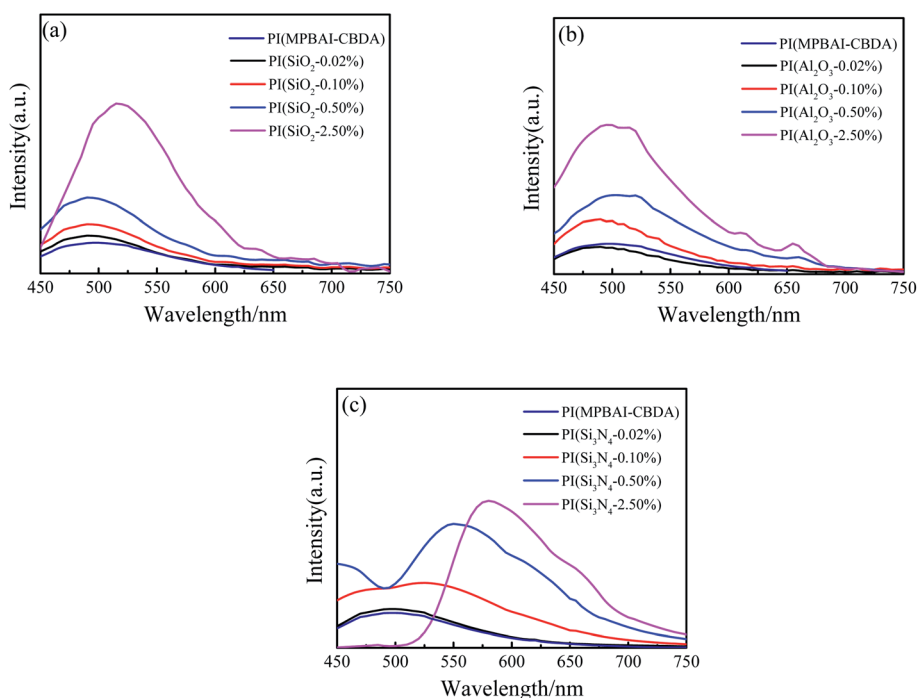 (a)
PI(MPBAI-CBDA)
PI(SiO₂-0.02%)
PI(SiO₂-0.10%)
PI(SiO₂-0.50%)
PI(SiO₂-2.50%)
Intensity(a.u.)
450 500 550 600 650 700 750
Wavelength/nm
(b)
PI(MPBAI-CBDA)
PI(Al₂O₃-0.02%)
PI(Al₂O₃-0.10%)
PI(Al₂O₃-0.50%)
PI(Al₂O₃-2.50%)
Intensity(a.u.)
450 500 550 600 650 700 750
Wavelength/nm
(c)
PI(MPBAI-CBDA)
PI(Si₃N₄-0.02%)
PI(Si₃N₄-0.10%)
PI(Si₃N₄-0.50%)
PI(Si₃N₄-2.50%)
Intensity(a.u.)
450 500 550 600 650 700 750
Wavelength/nm